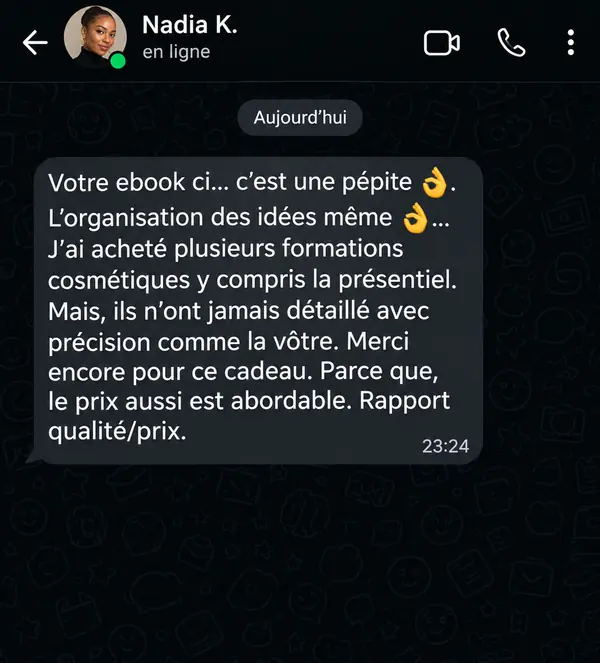 Nadia K.
en ligne
Aujourd’hui
Votre ebook ci... c’est une pépite 👌.
L’organisation des idées même 👌...
J’ai acheté plusieurs formations
cosmétiques y compris la présentiel.
Mais, ils n’ont jamais détaillé avec
précision comme la vôtre. Merci
encore pour ce cadeau. Parce que,
le prix aussi est abordable. Rapport
qualité/prix.
23:24